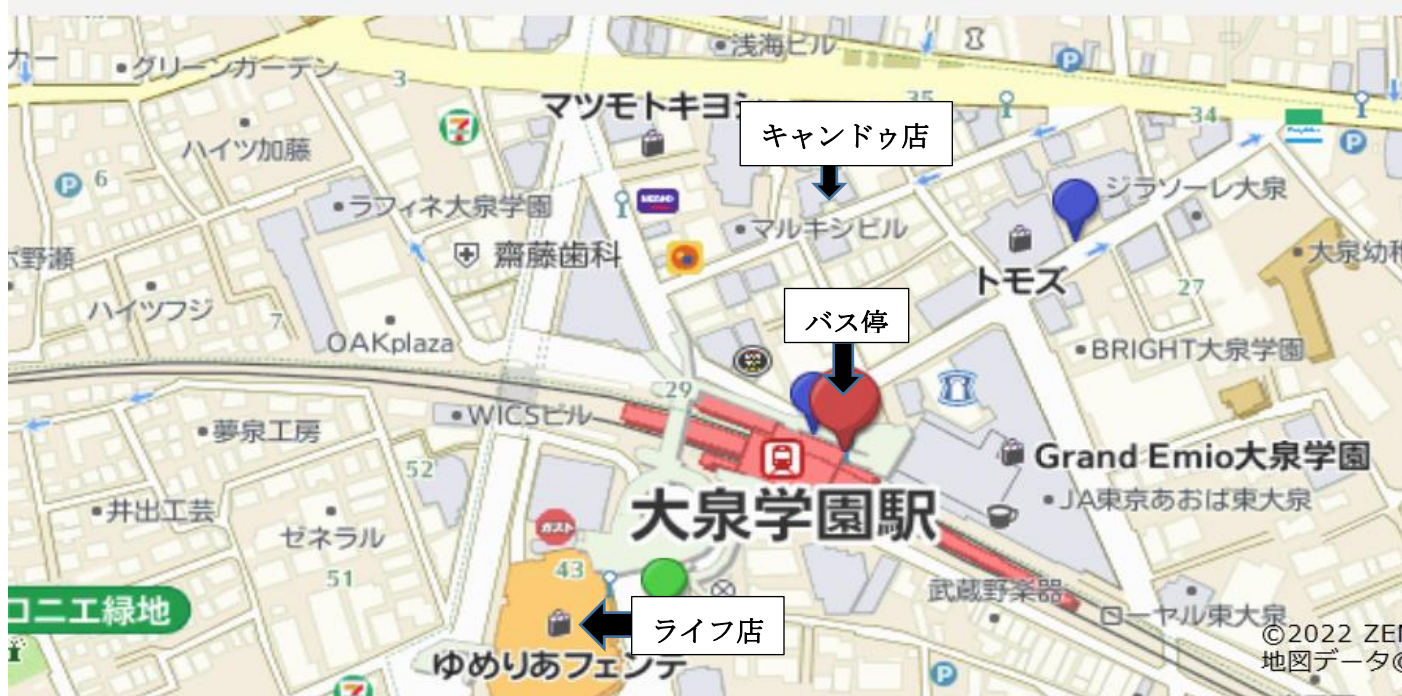 浅海ビル
グリーンガーデン
3
マツモトキヨシ
35
34
キャンドゥ店
ハイツ加藤
P
6
ラフィネ大泉学園
ジラソーレ大泉
マルキシビル
齋藤歯科
大泉幼稚
トモズ
27
ハイツフジ
7
バス停
OAKplaza
BRIGHT大泉学園
29
WICSビル
夢泉工房
52
Grand Emio大泉学園
JA東京あおば東大泉
井出工芸
大泉学園駅
ゼネラル
ガスト
43
51
武蔵野楽器
ローヤル東大泉
ライフ店
©2022 ZEN
地図データ©
ゆめりあフェンテ
P